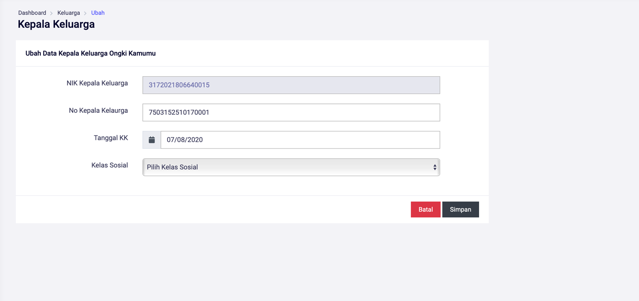 Dashboard > Keluarga > Ubah
Kepala Keluarga
Ubah Data Kepala Keluarga Ongki Kamumu
NIK Kepala Keluarga 3172021806640015
No Kepala Kelaurga 7503152510170001
Tanggal KK 07/08/2020
Kelas Sosial Pilih Kelas Sosial
Batal Simpan